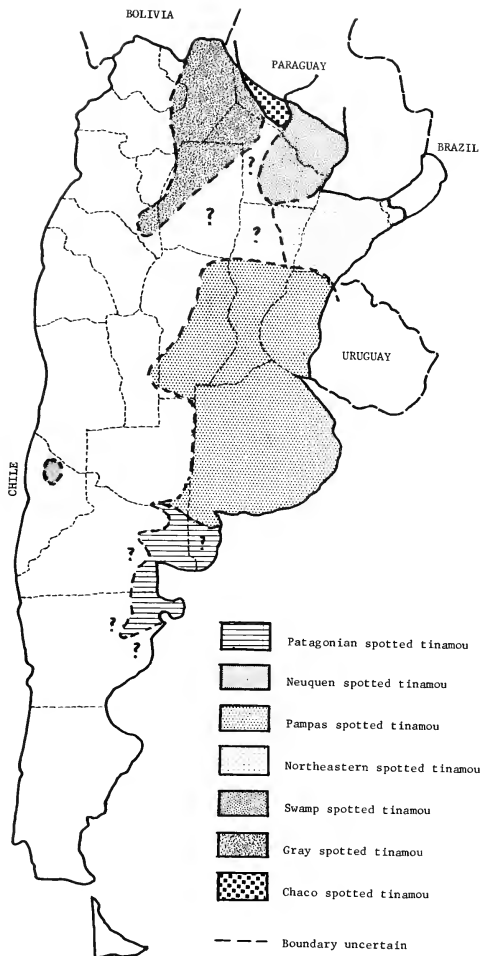 BOLIVIA
PARAGUAY
BRAZIL
?
?
?
URUGUAY
CHILE
?
?
?
?
Patagonian spotted tinamou
Neuquen spotted tinamou
Pampas spotted tinamou
Northeastern spotted tinamou
Swamp spotted tinamou
Gray spotted tinamou
Chaco spotted tinamou
Boundary uncertain